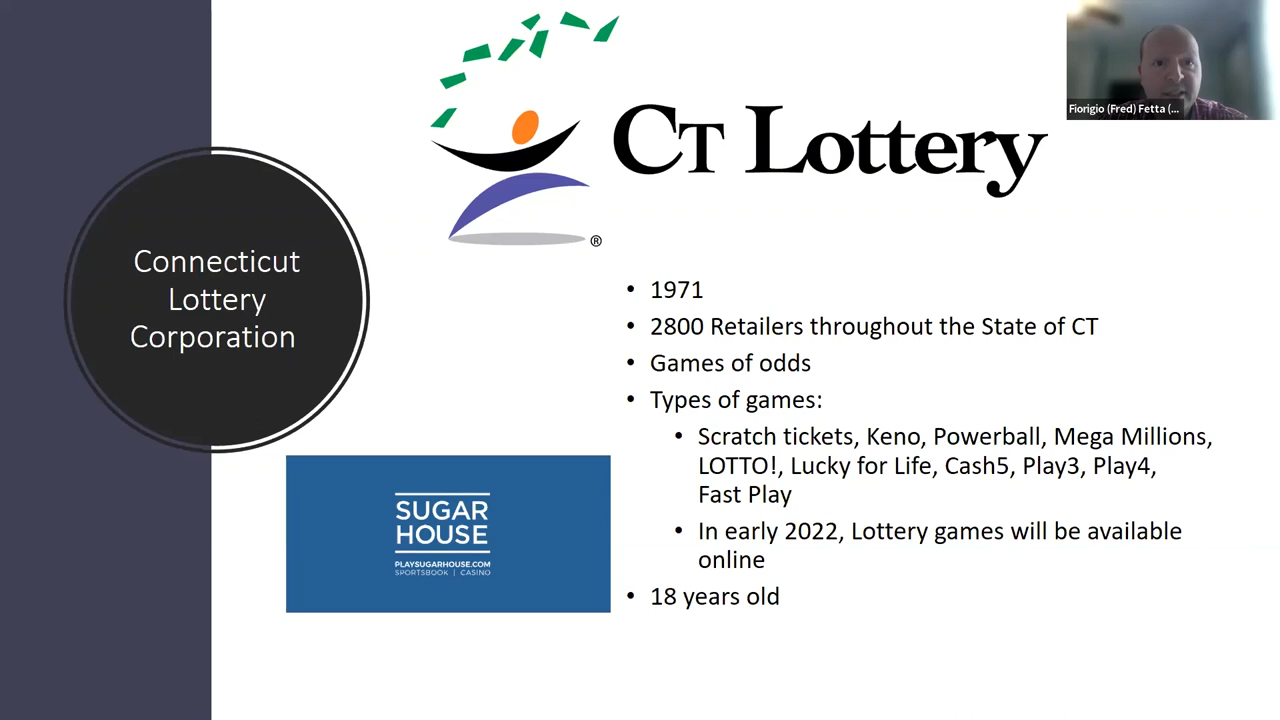 CT Lottery
®
Fiorigio (Fred) Fetta (...
Connecticut
Lottery
Corporation
• 1971
• 2800 Retailers throughout the State of CT
• Games of odds
• Types of games:
• Scratch tickets, Keno, Powerball, Mega Millions,
LOTTO!, Lucky for Life, Cash5, Play3, Play4,
Fast Play
• In early 2022, Lottery games will be available
online
• 18 years old
SUGAR
HOUSE
PLAYSUGARHOUSE.COM
SPORTSBOOK | CASINO